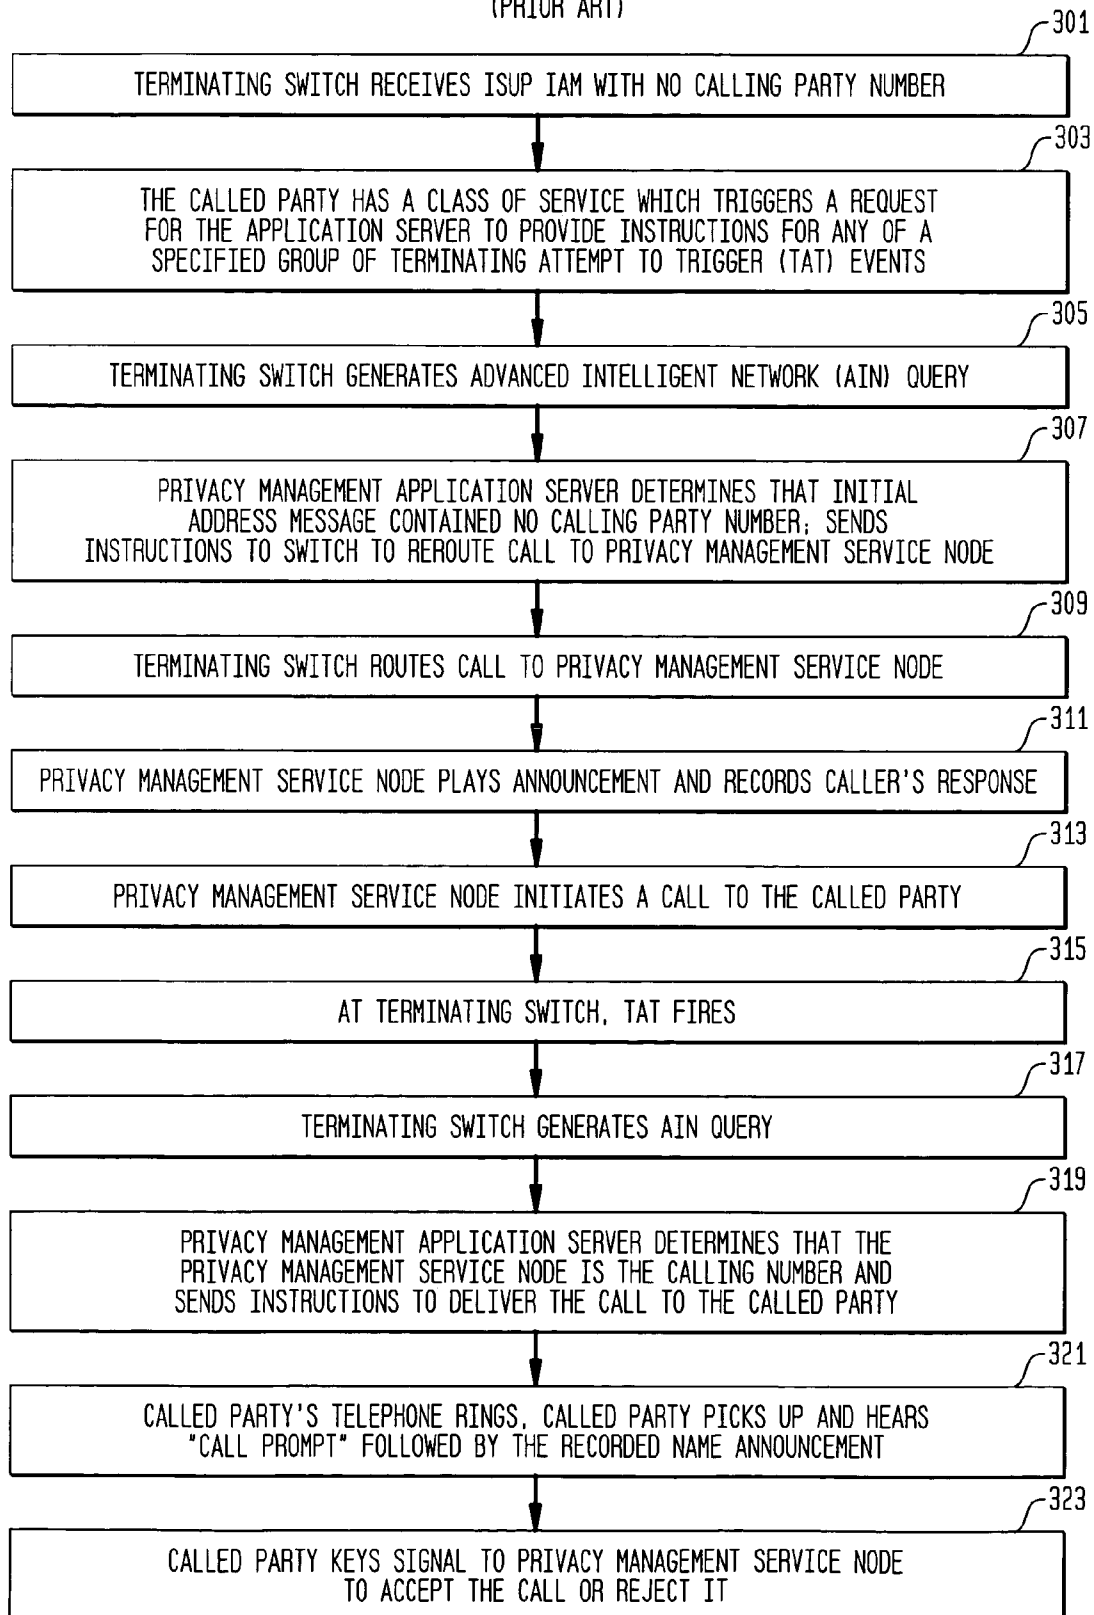 (PRIOR ART)
301
TERMINATING SWITCH RECEIVES ISUP IAM WITH NO CALLING PARTY NUMBER
303
THE CALLED PARTY HAS A CLASS OF SERVICE WHICH TRIGGERS A REQUEST
FOR THE APPLICATION SERVER TO PROVIDE INSTRUCTIONS FOR ANY OF A
SPECIFIED GROUP OF TERMINATING ATTEMPT TO TRIGGER (TAT) EVENTS
305
TERMINATING SWITCH GENERATES ADVANCED INTELLIGENT NETWORK (AIN) QUERY
307
PRIVACY MANAGEMENT APPLICATION SERVER DETERMINES THAT INITIAL
ADDRESS MESSAGE CONTAINED NO CALLING PARTY NUMBER; SENDS
INSTRUCTIONS TO SWITCH TO REROUTE CALL TO PRIVACY MANAGEMENT SERVICE NODE
309
TERMINATING SWITCH ROUTES CALL TO PRIVACY MANAGEMENT SERVICE NODE
311
PRIVACY MANAGEMENT SERVICE NODE PLAYS ANNOUNCEMENT AND RECORDS CALLER'S RESPONSE
313
PRIVACY MANAGEMENT SERVICE NODE INITIATES A CALL TO THE CALLED PARTY
315
AT TERMINATING SWITCH, TAT FIRES
317
TERMINATING SWITCH GENERATES AIN QUERY
319
PRIVACY MANAGEMENT APPLICATION SERVER DETERMINES THAT THE
PRIVACY MANAGEMENT SERVICE NODE IS THE CALLING NUMBER AND
SENDS INSTRUCTIONS TO DELIVER THE CALL TO THE CALLED PARTY
321
CALLED PARTY'S TELEPHONE RINGS, CALLED PARTY PICKS UP AND HEARS
"CALL PROMPT" FOLLOWED BY THE RECORDED NAME ANNOUNCEMENT
323
CALLED PARTY KEYS SIGNAL TO PRIVACY MANAGEMENT SERVICE NODE
TO ACCEPT THE CALL OR REJECT IT